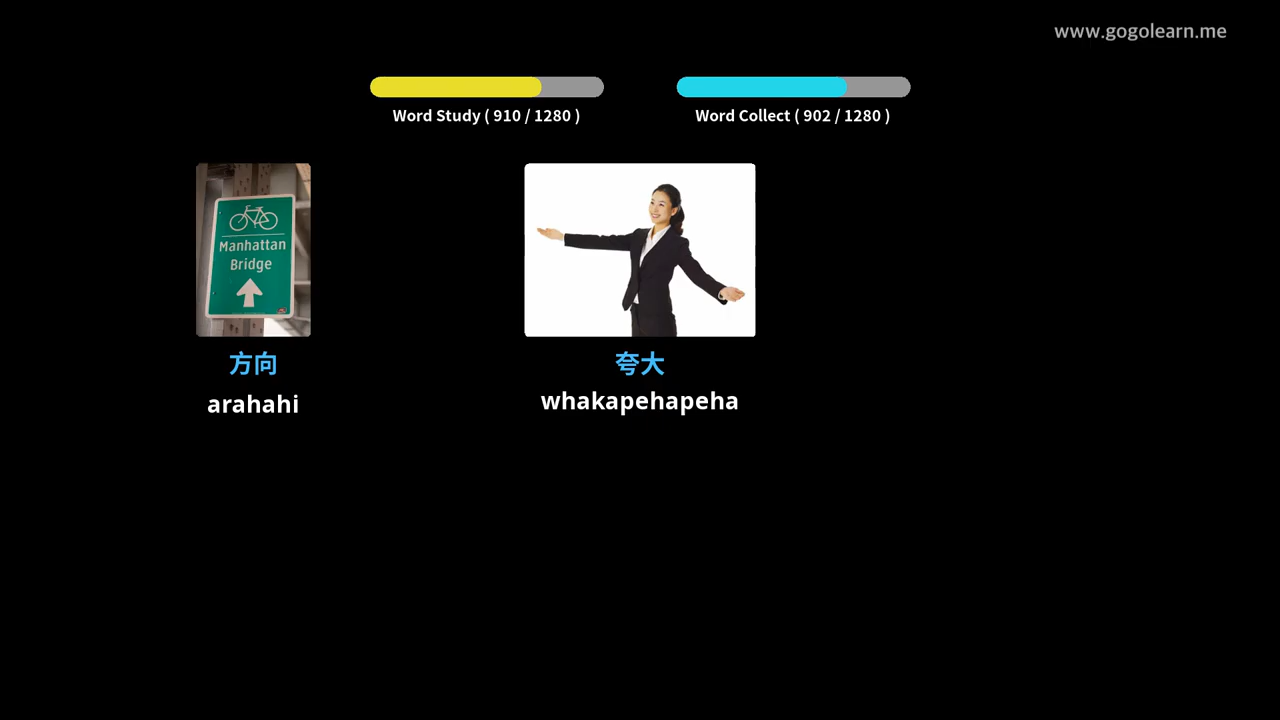 www.gogolearn.me
Word Study ( 910 / 1280 )
Word Collect ( 902 / 1280 )
Manhattan
Bridge
方向
arahahi
夸大
whakapehapeha